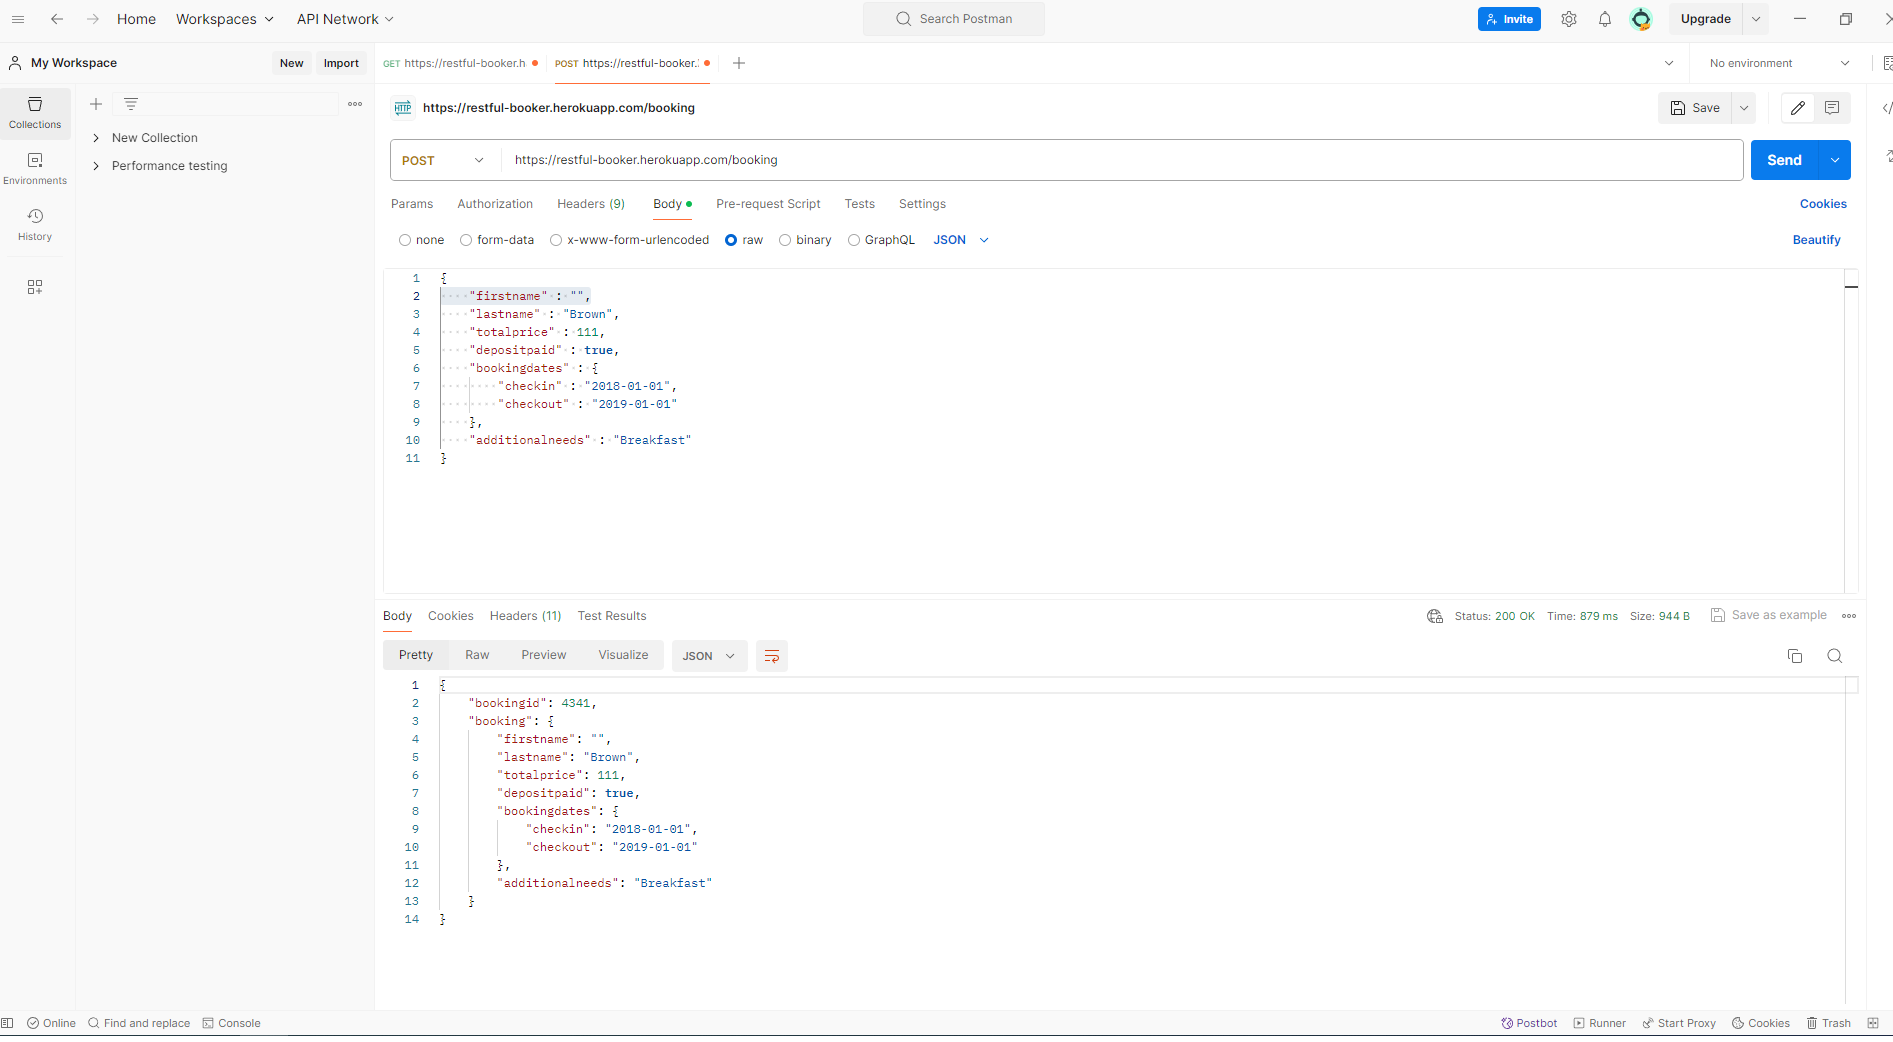 Home Workspaces API Network Search Postman Invite Upgrade
My Workspace New Import GET https://restful-booker.h POST https://restful-booker. No environment
Collections
Environments
History
New Collection
Performance testing
HTTP https://restful-booker.herokuapp.com/booking Save
POST https://restful-booker.herokuapp.com/booking Send
Params Authorization Headers (9) Body Pre-request Script Tests Settings Cookies
none form-data x-www-form-urlencoded raw binary GraphQL JSON Beautify
1 {
2 "firstname" : "",
3 "lastname" : "Brown",
4 "totalprice" : 111,
5 "depositpaid" : true,
6 "bookingdates" : {
7 "checkin" : "2018-01-01",
8 "checkout" : "2019-01-01"
9 },
10 "additionalneeds" : "Breakfast"
11 }
Body Cookies Headers (11) Test Results Status: 200 OK Time: 879 ms Size: 944 B Save as example
Pretty Raw Preview Visualize JSON
1 {
2 "bookingid": 4341,
3 "booking": {
4 "firstname": "",
5 "lastname": "Brown",
6 "totalprice": 111,
7 "depositpaid": true,
8 "bookingdates": {
9 "checkin": "2018-01-01",
10 "checkout": "2019-01-01"
11 },
12 "additionalneeds": "Breakfast"
13 }
14 }
Online Find and replace Console Postbot Runner Start Proxy Cookies Trash